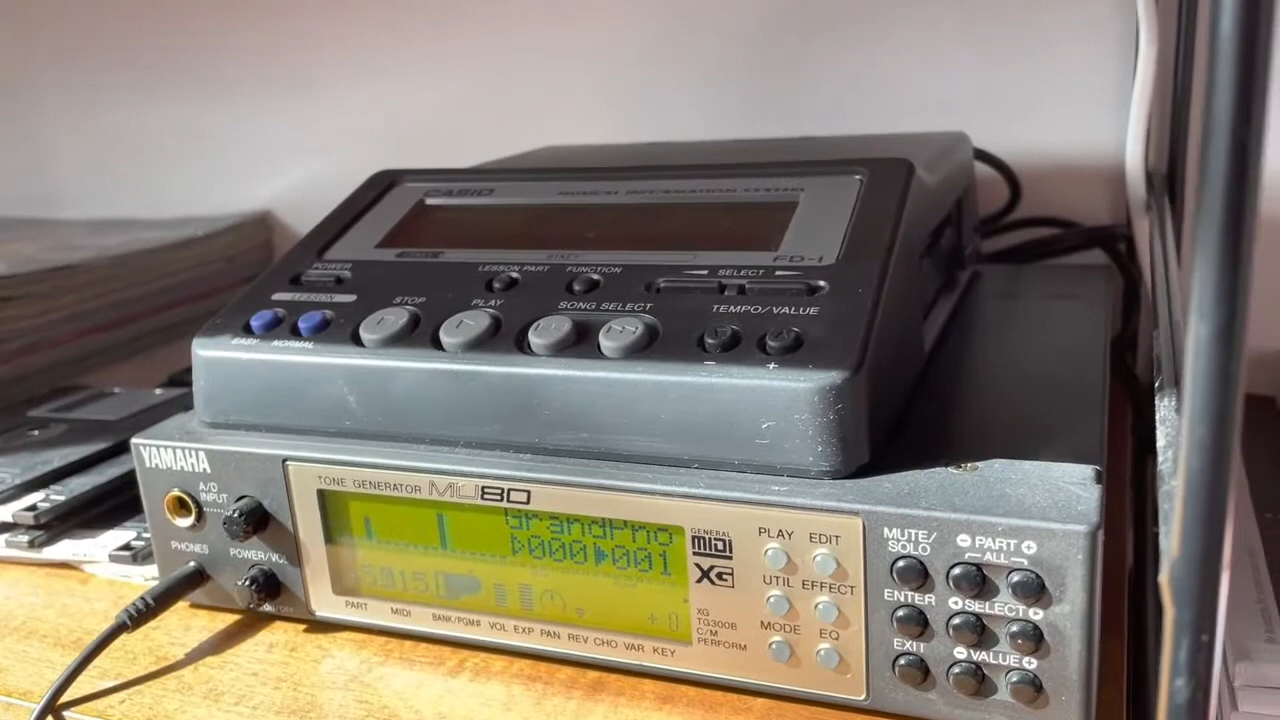 CASIO
MUSICAL INFORMATION SYSTEM
FD-1
POWER
LESSON PART FUNCTION
SELECT
LESSON
STOP PLAY SONG SELECT
TEMPO/VALUE
EASY NORMAL
- +
YAMAHA
A/D
INPUT
PHONES
POWER/VOL
TONE GENERATOR MU80
GrandPno
000 001
GENERAL
MIDI
XG
PART MIDI BANK/PGM# VOL EXP PAN REV CHO VAR KEY
XG
TG300B
C/M
PERFORM
PLAY EDIT
UTIL EFFECT
MODE EQ
MUTE/
SOLO
- PART +
ALL
ENTER
SELECT
EXIT
- VALUE +